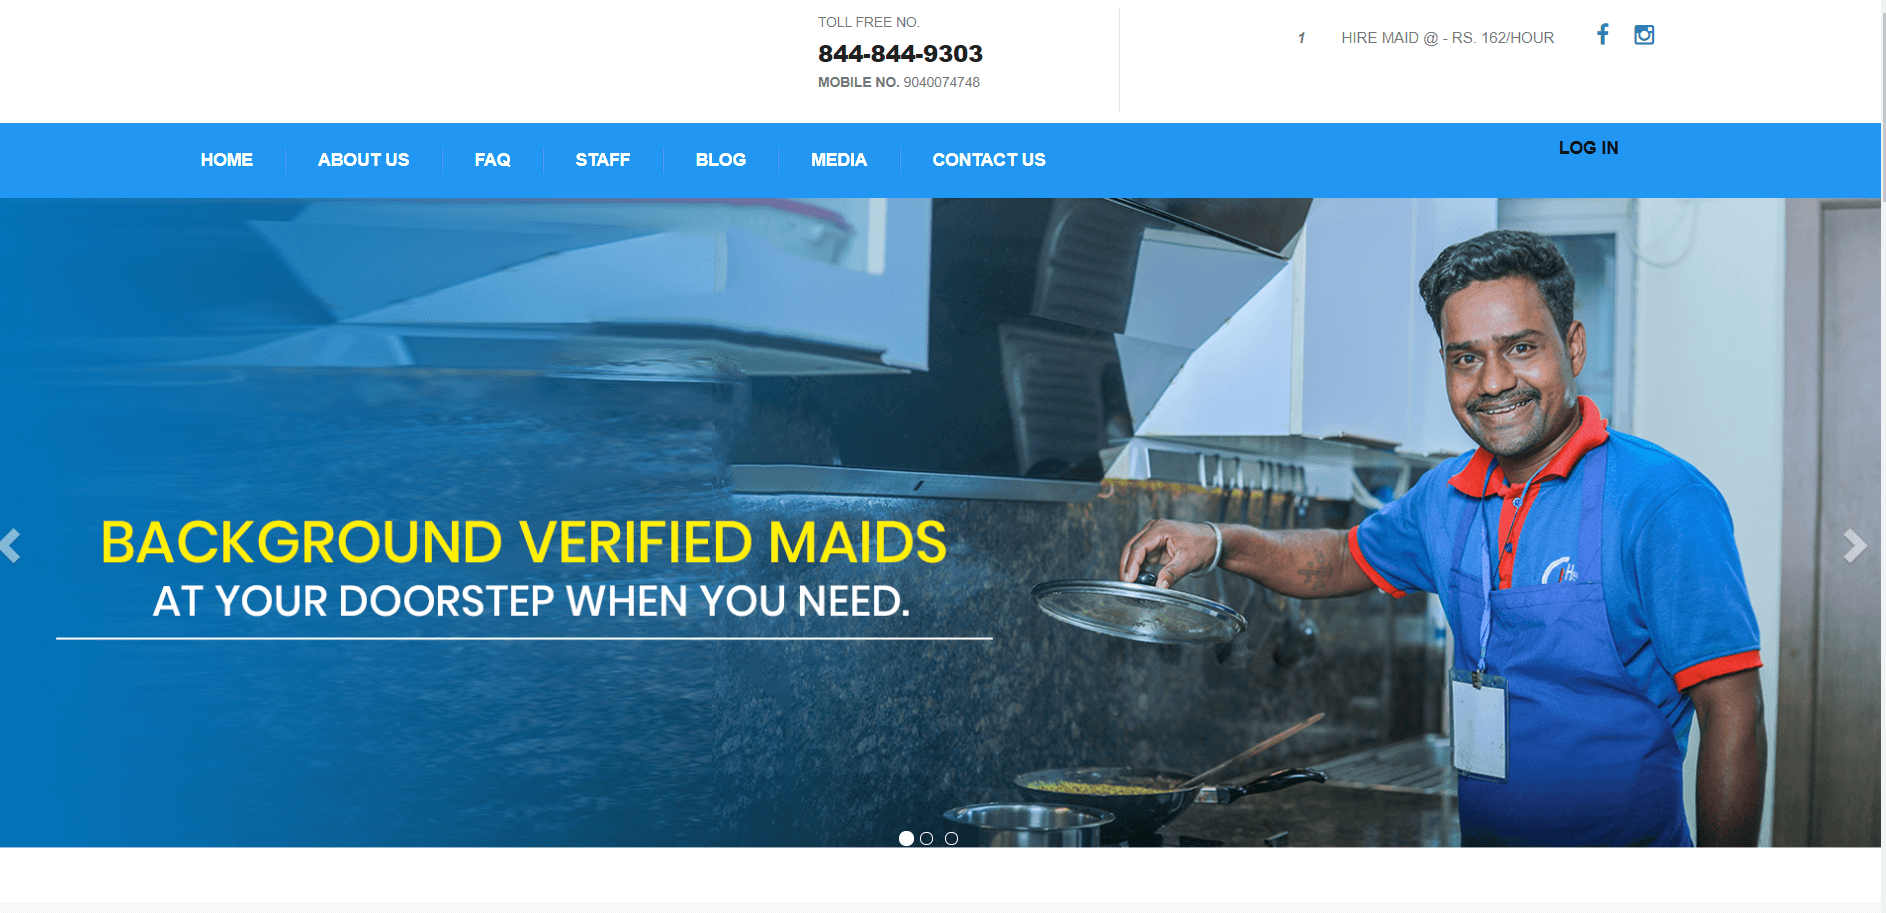 TOLL FREE NO.
844-844-9303
MOBILE NO. 9040074748
1 HIRE MAID @ - RS. 162/HOUR
HOME ABOUT US FAQ STAFF BLOG MEDIA CONTACT US LOG IN
BACKGROUND VERIFIED MAIDS
AT YOUR DOORSTEP WHEN YOU NEED.